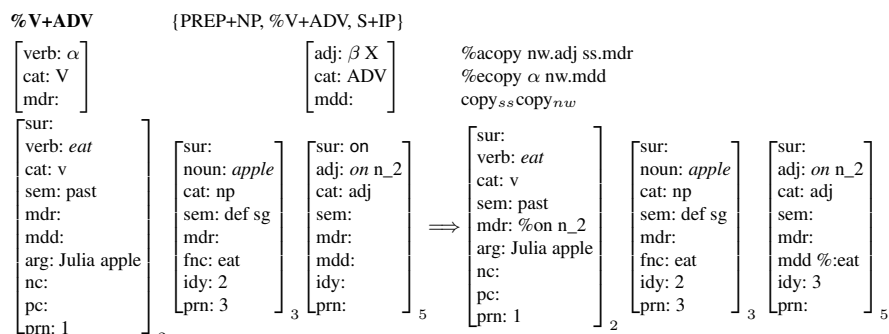 %V+ADV {PREP+NP, %V+ADV, S+IP}
verb: α adj: β X %acopy nw.adj ss.mdr
cat: V cat: ADV %ecopy α nw.mdd
mdr: mdd: copyₛₛcopyₙw
sur:
verb: eat sur: sur: on
cat: v noun: apple adj: on n_2
sem: past cat: np cat: adj
mdr: sem: def sg sem:
mdd: mdr: mdr:
arg: Julia apple fnc: eat mdd:
nc: idy: 2 idy:
pc: prn: 3 prn:
prn: 1 3 5
⟹
sur:
verb: eat sur: sur:
cat: v noun: apple adj: on n_2
sem: past cat: np cat: adj
mdr: %on n_2 sem: def sg sem:
arg: Julia apple mdr: mdr:
nc: fnc: eat mdd %:eat
pc: idy: 2 idy: 3
prn: 1 prn: 3 prn:
2 3 5